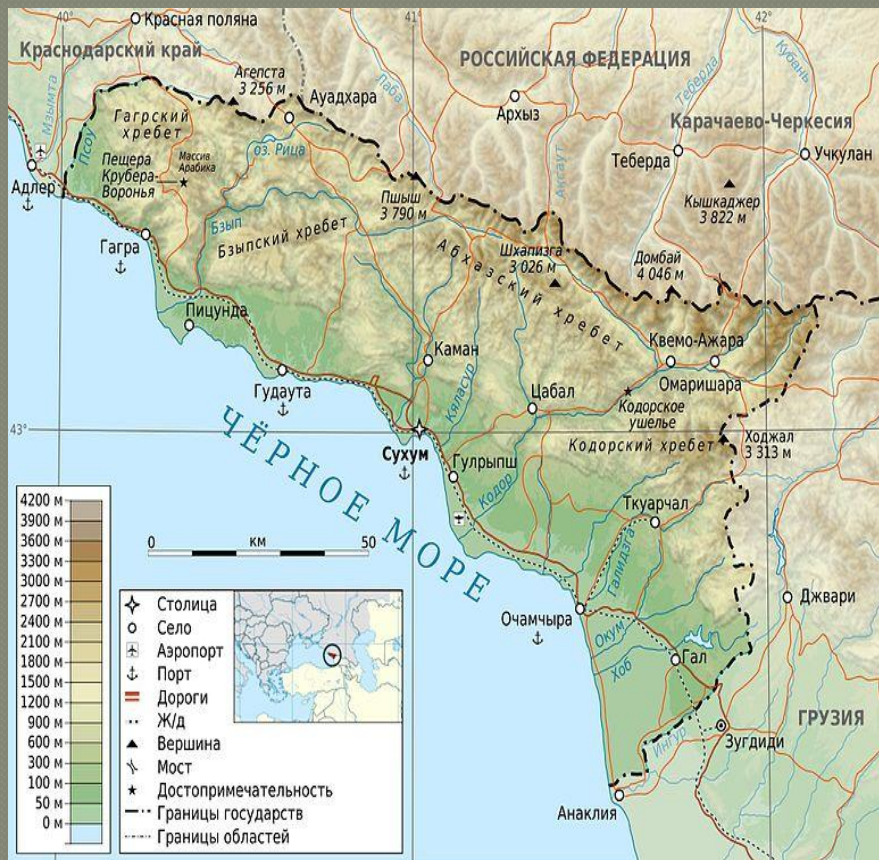 40°
41°
42°
Красная поляна
Краснодарский край
РОССИЙСКАЯ ФЕДЕРАЦИЯ
Кубань
Теберда
Мзымта
Лаба
Агепста
3 256 м
Ауадхара
Архыз
Карачаево-Черкесия
Гагрский
хребет
Псоу
оз. Рица
Аксаут
Теберда
Учкулан
Пещера
Крубера-
Воронья
Массив
Арабика
Адлер
Пшыш
3 790 м
Кышкаджер
3 822 м
Бзып
Бзыпский хребет
Гагра
Абхазский хребет
Шхапизга
3 026 м
Домбай
4 046 м
Пицунда
Каман
Квемо-Ажара
Омаришара
Гудаута
Кяласур
Цабал
Кодорское
ущелье
43°
ЧЁРНОЕ МОРЕ
Сухум
Кодорский хребет
Ходжал
3 313 м
Гулрыпш
Кодор
Ткуарчал
Галидзга
Джвари
Очамчыра
Окум
Хоб
Гал
ГРУЗИЯ
Ингур
Зугдиди
Анаклия
0
км
50
4200 м
3900 м
3600 м
3300 м
3000 м
2700 м
2400 м
2100 м
1800 м
1500 м
1200 м
900 м
600 м
300 м
100 м
50 м
0 м
Столица
Село
Аэропорт
Порт
Дороги
Ж/д
Вершина
Мост
Достопримечательность
Границы государств
Границы областей